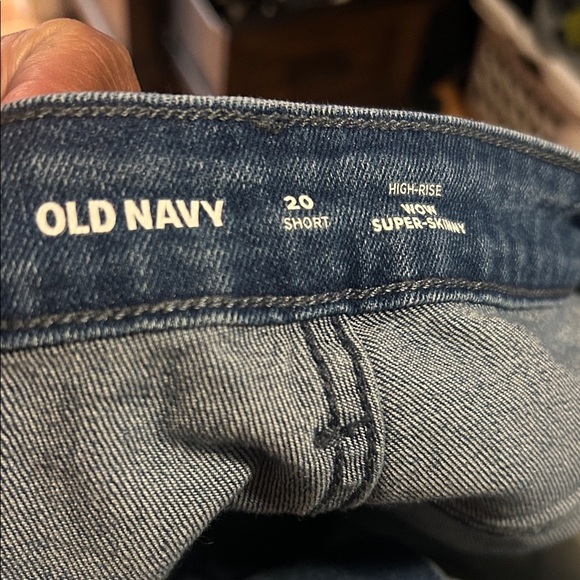 OLD NAVY
20
SHORT
HIGH-RISE
WOW
SUPER-SKINNY